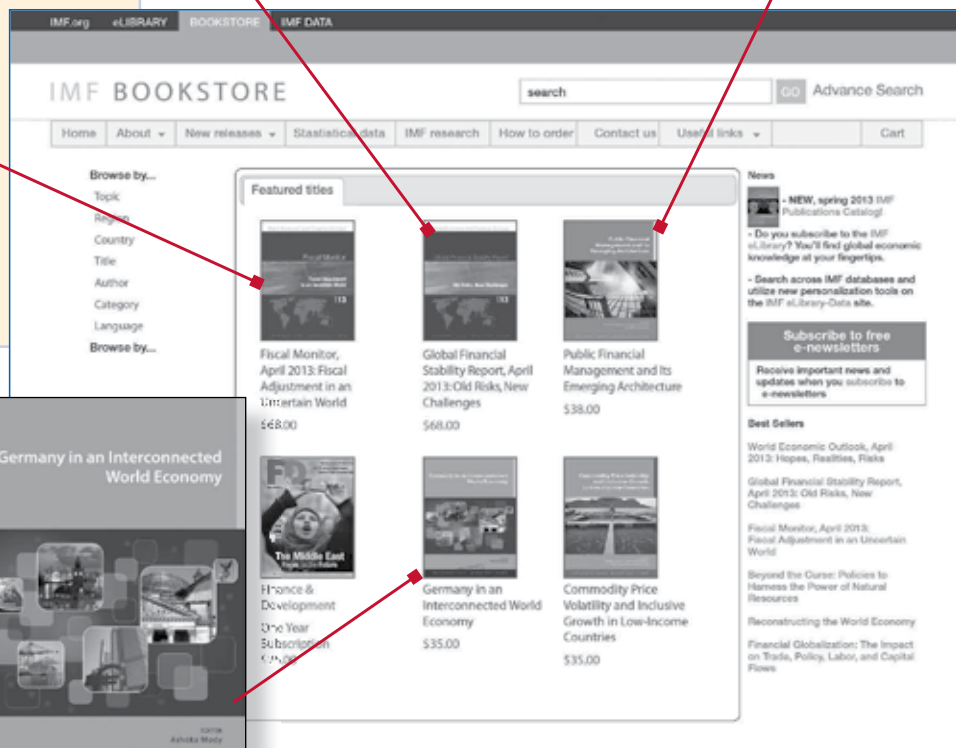 IMF.org eLIBRARY BOOKSTORE IMF DATA
IMF BOOKSTORE
search
GO
Advance Search
Home About New releases Stastistical data IMF research How to order Contact us Useful links Cart
Browse by...
Topic
Region
Country
Title
Author
Category
Language
Browse by...
Featured titles
Fiscal Monitor,
April 2013: Fiscal
Adjustment in an
Uncertain World
$68.00
Global Financial
Stability Report, April
2013: Old Risks, New
Challenges
$68.00
Public Financial
Management and Its
Emerging Architecture
$38.00
The Middle East
Finance &
Development
One Year
Subscription
$25.00
Germany in an
Interconnected World
Economy
$35.00
Commodity Price
Volatility and Inclusive
Growth in Low-Income
Countries
$35.00
News
- NEW, spring 2013 IMF
Publications Catalog!
- Do you subscribe to the IMF
eLibrary? You'll find global economic
knowledge at your fingertips.
- Search across IMF databases and
utilize new personalization tools on
the IMF eLibrary-Data site.
Subscribe to free
e-newsletters
Receive important news and
updates when you subscribe to
e-newsletters
Best Sellers
World Economic Outlook, April
2013: Hopes, Realities, Risks
Global Financial Stability Report,
April 2013: Old Risks, New
Challenges
Fiscal Monitor, April 2013:
Fiscal Adjustment in an Uncertain
World
Beyond the Curse: Policies to
Harness the Power of Natural
Resources
Reconstructing the World Economy
Financial Globalization: The Impact
on Trade, Policy, Labor, and Capital
Flows
Germany in an Interconnected
World Economy
Ashoka Mody